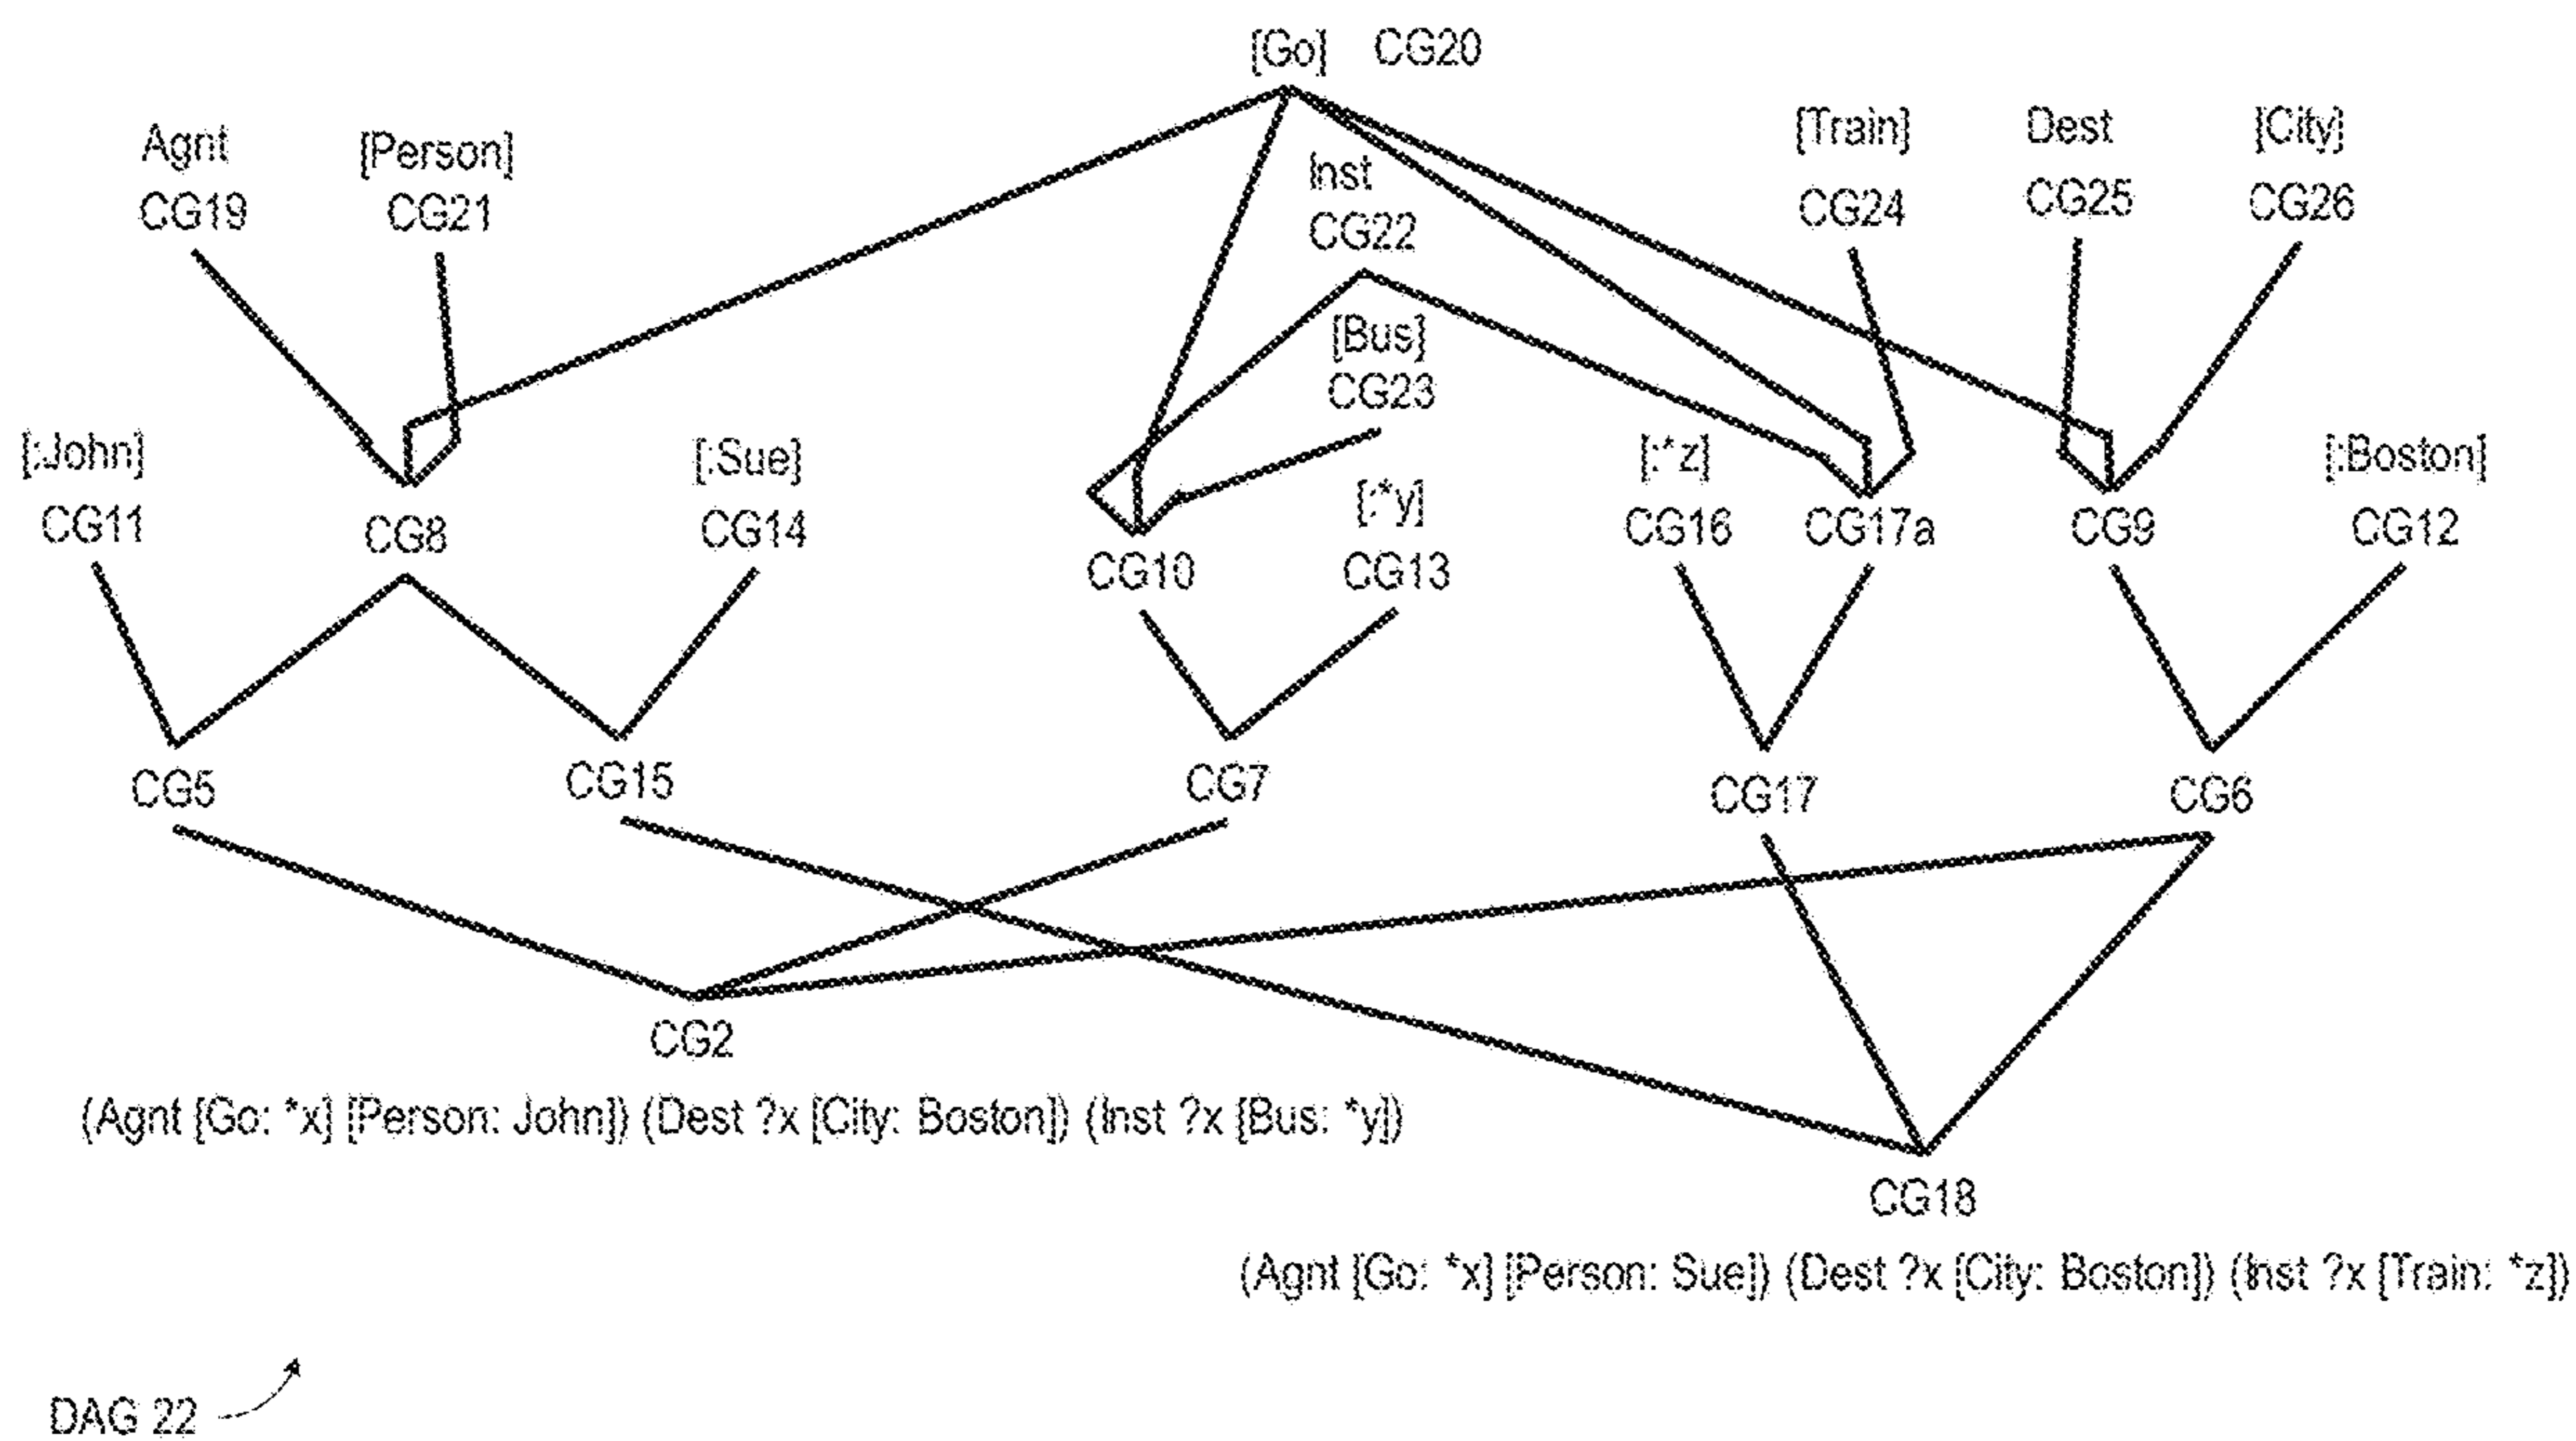 [Go] CG20
Agnt [Person] [Train] Dest [City]
CG19 CG21 CG24 CG25 CG26
Inst
CG22
[Bus]
CG23
[:John] [:Sue] [:*z] [:Boston]
CG11 CG8 CG14 CG16 CG17a CG9 CG12
[:*y]
CG10 CG13
CG5 CG15 CG7 CG17 CG6
CG2
(Agnt [Go: *x] [Person: John]) (Dest ?x [City: Boston]) (Inst ?x [Bus: *y])
CG18
(Agnt [Go: *x] [Person: Sue]) (Dest ?x [City: Boston]) (Inst ?x [Train: *z])
DAG 22